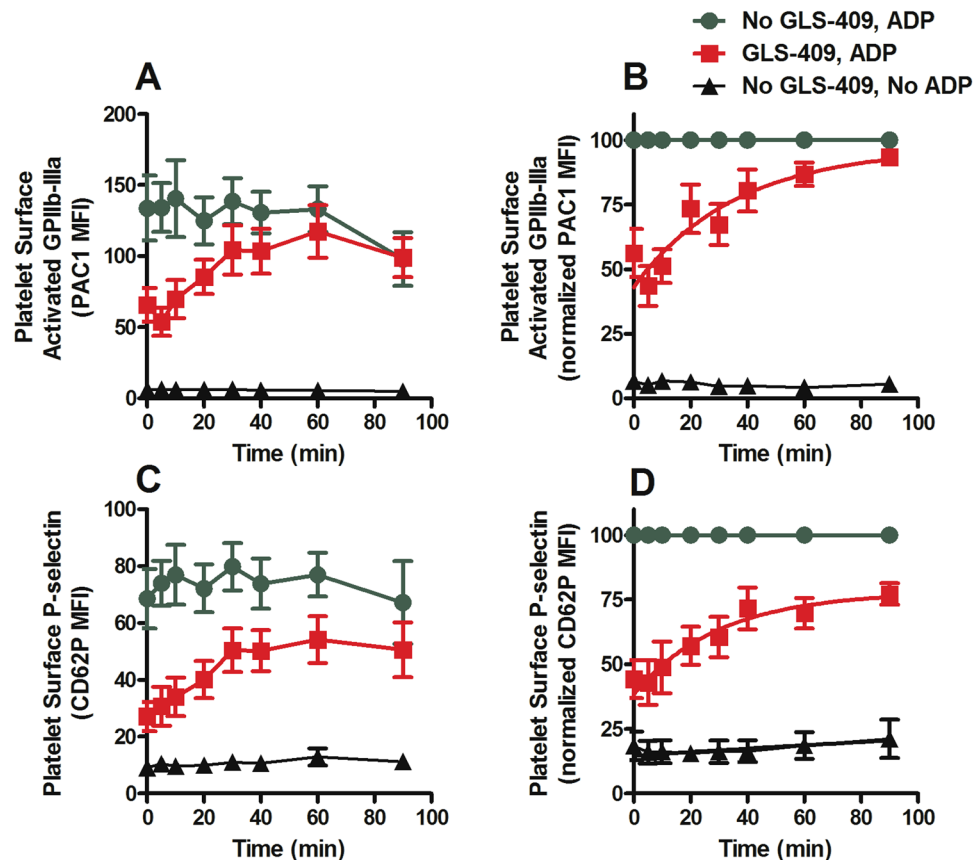 No GLS-409, ADP
GLS-409, ADP
No GLS-409, No ADP
A
Platelet Surface
Activated GPIIb-IIIa
(PAC1 MFI)
200
150
100
50
0
0 20 40 60 80 100
Time (min)
B
Platelet Surface
Activated GPIIb-IIIa
(normalized PAC1 MFI)
100
75
50
25
0
0 20 40 60 80 100
Time (min)
C
Platelet Surface P-selectin
(CD62P MFI)
100
80
60
40
20
0
0 20 40 60 80 100
Time (min)
D
Platelet Surface P-selectin
(normalized CD62P MFI)
100
75
50
25
0
0 20 40 60 80 100
Time (min)